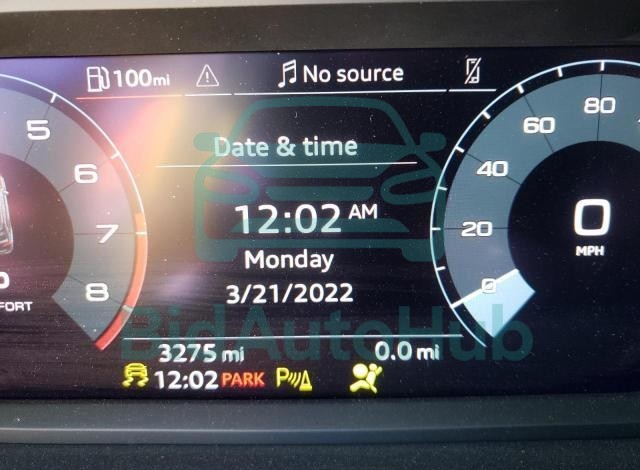 100mi
No source
Date & time
12:02 AM
Monday
3/21/2022
5
6
7
8
80
60
40
20
0
0
MPH
3275 mi
0.0 mi
12:02 PARK P
BidAutoHub